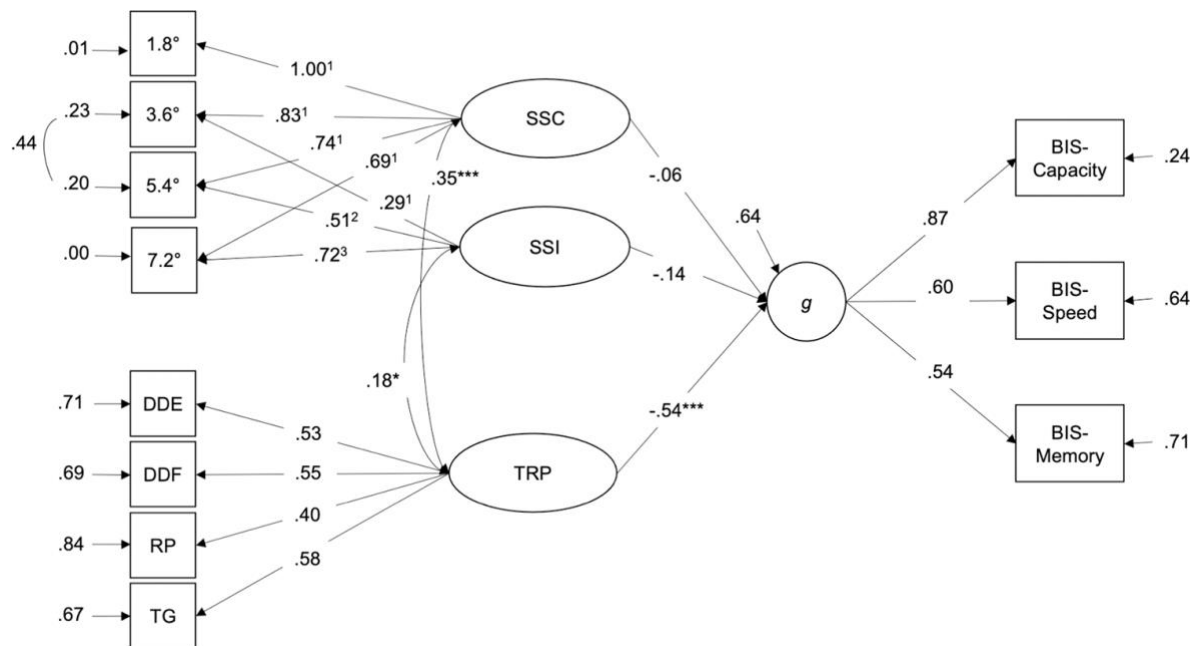 .01
1.8°
1.00¹
.23
3.6°
.83¹
SSC
.44
.74¹
.69¹
.35***
-.06
BIS-
Capacity
.24
.20
5.4°
.29¹
.51²
.64
.87
.00
7.2°
.72³
SSI
-.14
g
.60
BIS-
Speed
.64
.18*
.54
.71
DDE
.53
-.54***
BIS-
Memory
.71
.69
DDF
.55
TRP
.40
.84
RP
.58
.67
TG